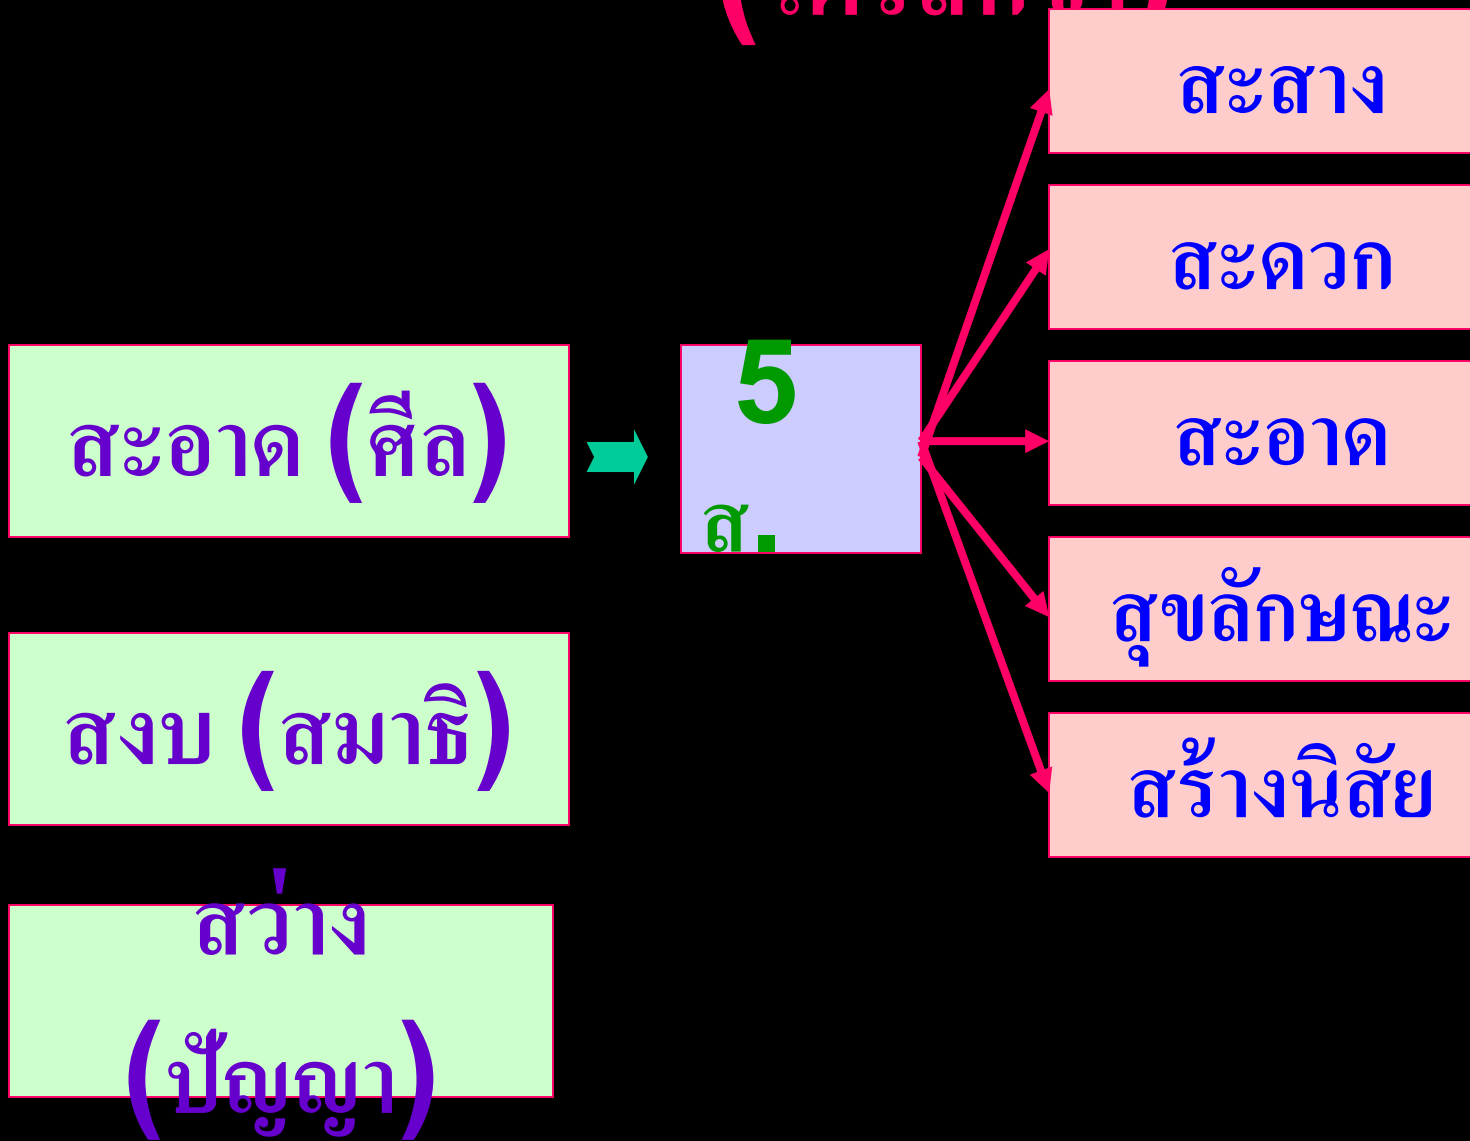 สะสาง
สะดวก
สะอาด (ศีล)
5
ส.
สะอาด
สุขลักษณะ
สงบ (สมาธิ)
สร้างนิสัย
สว่าง
(ปัญญา)